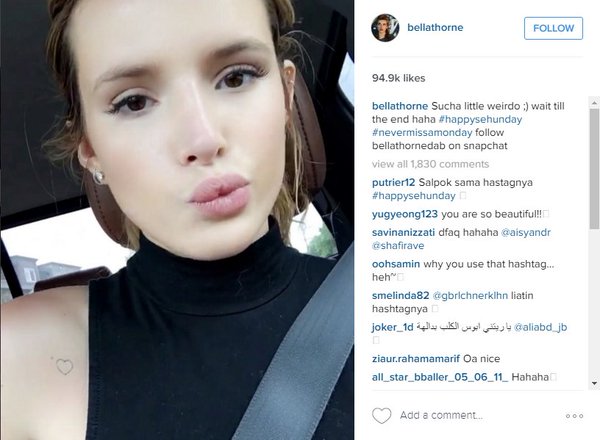 bellathorne
FOLLOW
94.9k likes
bellathorne Sucha little weirdo ;) wait till
the end haha #happysehunday
#nevermissamonday follow
bellathornedab on snapchat
view all 1,830 comments
putrier12 Salpok sama hastagnya
#happysehunday
yugyeong123 you are so beautiful!!
savinanizzati dfaq hahaha @aisyandr
@shafirave
oohsamin why you use that hashtag...
heh~
smelinda82 @gbrlchnerklhn liatin
hashtagnya
joker_1d يا ريتني ابوس الكلب بدالهة @aliabd_jb
ziaur.rahamamarif Oa nice
all_star_bballer_05_06_11_ Hahaha
Add a comment...